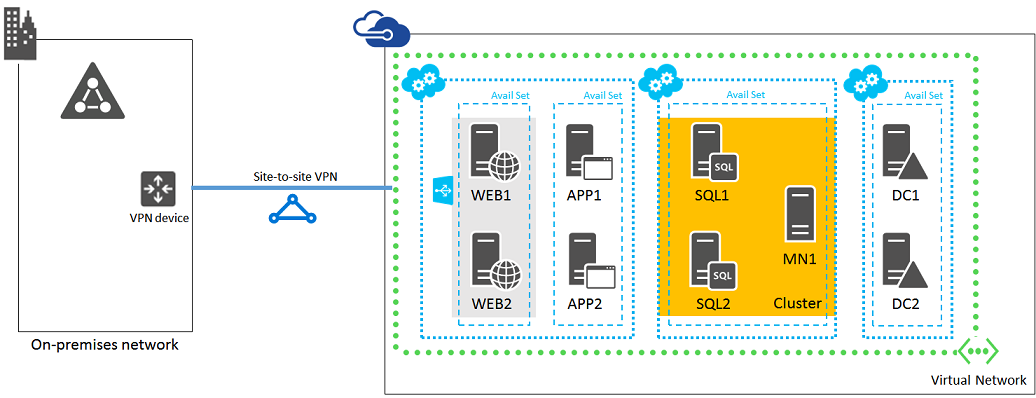 Avail Set
Avail Set
Avail Set
Avail Set
SQL
Site-to-site VPN
WEB1
APP1
SQL1
DC1
VPN device
MN1
SQL
WEB2
APP2
SQL2
Cluster
DC2
On-premises network
Virtual Network